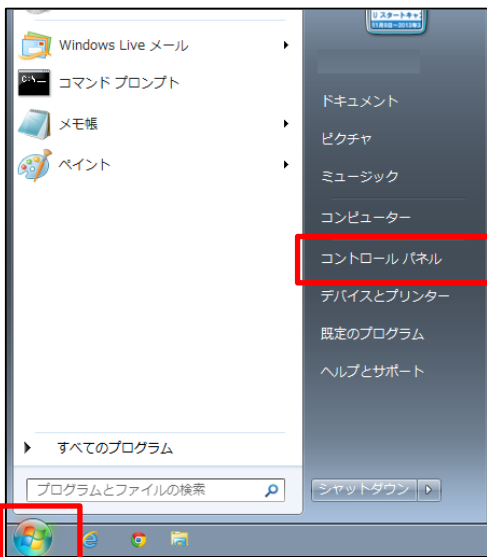 Windows Live メール
コマンド プロンプト
メモ帳
ペイント
すべてのプログラム
プログラムとファイルの検索
ドキュメント
ピクチャ
ミュージック
コンピューター
コントロール パネル
デバイスとプリンター
既定のプログラム
ヘルプとサポート
シャットダウン